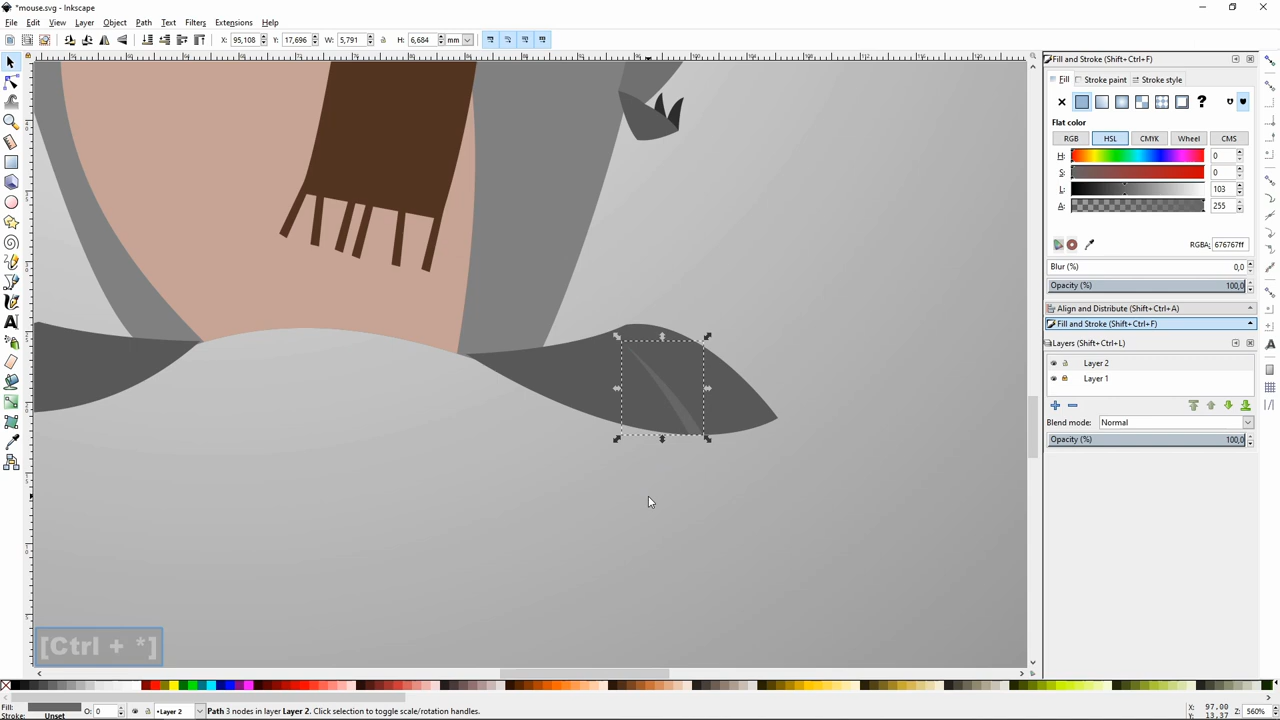 *mouse.svg - Inkscape
File Edit View Layer Object Path Text Filters Extensions Help
X: 95,108 Y: 17,696 W: 5,791 H: 6,684 mm
Fill and Stroke (Shift+Ctrl+F)
Fill Stroke paint Stroke style
Flat color
RGB HSL CMYK Wheel CMS
H: 0
S: 0
L: 103
A: 255
RGBA: 676767ff
Blur (%) 0,0
Opacity (%) 100,0
Align and Distribute (Shift+Ctrl+A)
Fill and Stroke (Shift+Ctrl+F)
Layers (Shift+Ctrl+L)
Layer 2
Layer 1
Blend mode: Normal
Opacity (%) 100,0
[Ctrl + *]
Fill: O: 0 •Layer 2 Path 3 nodes in layer Layer 2. Click selection to toggle scale/rotation handles. X: 97,00 Z: 560%
Stroke: Unset Y: 13,37